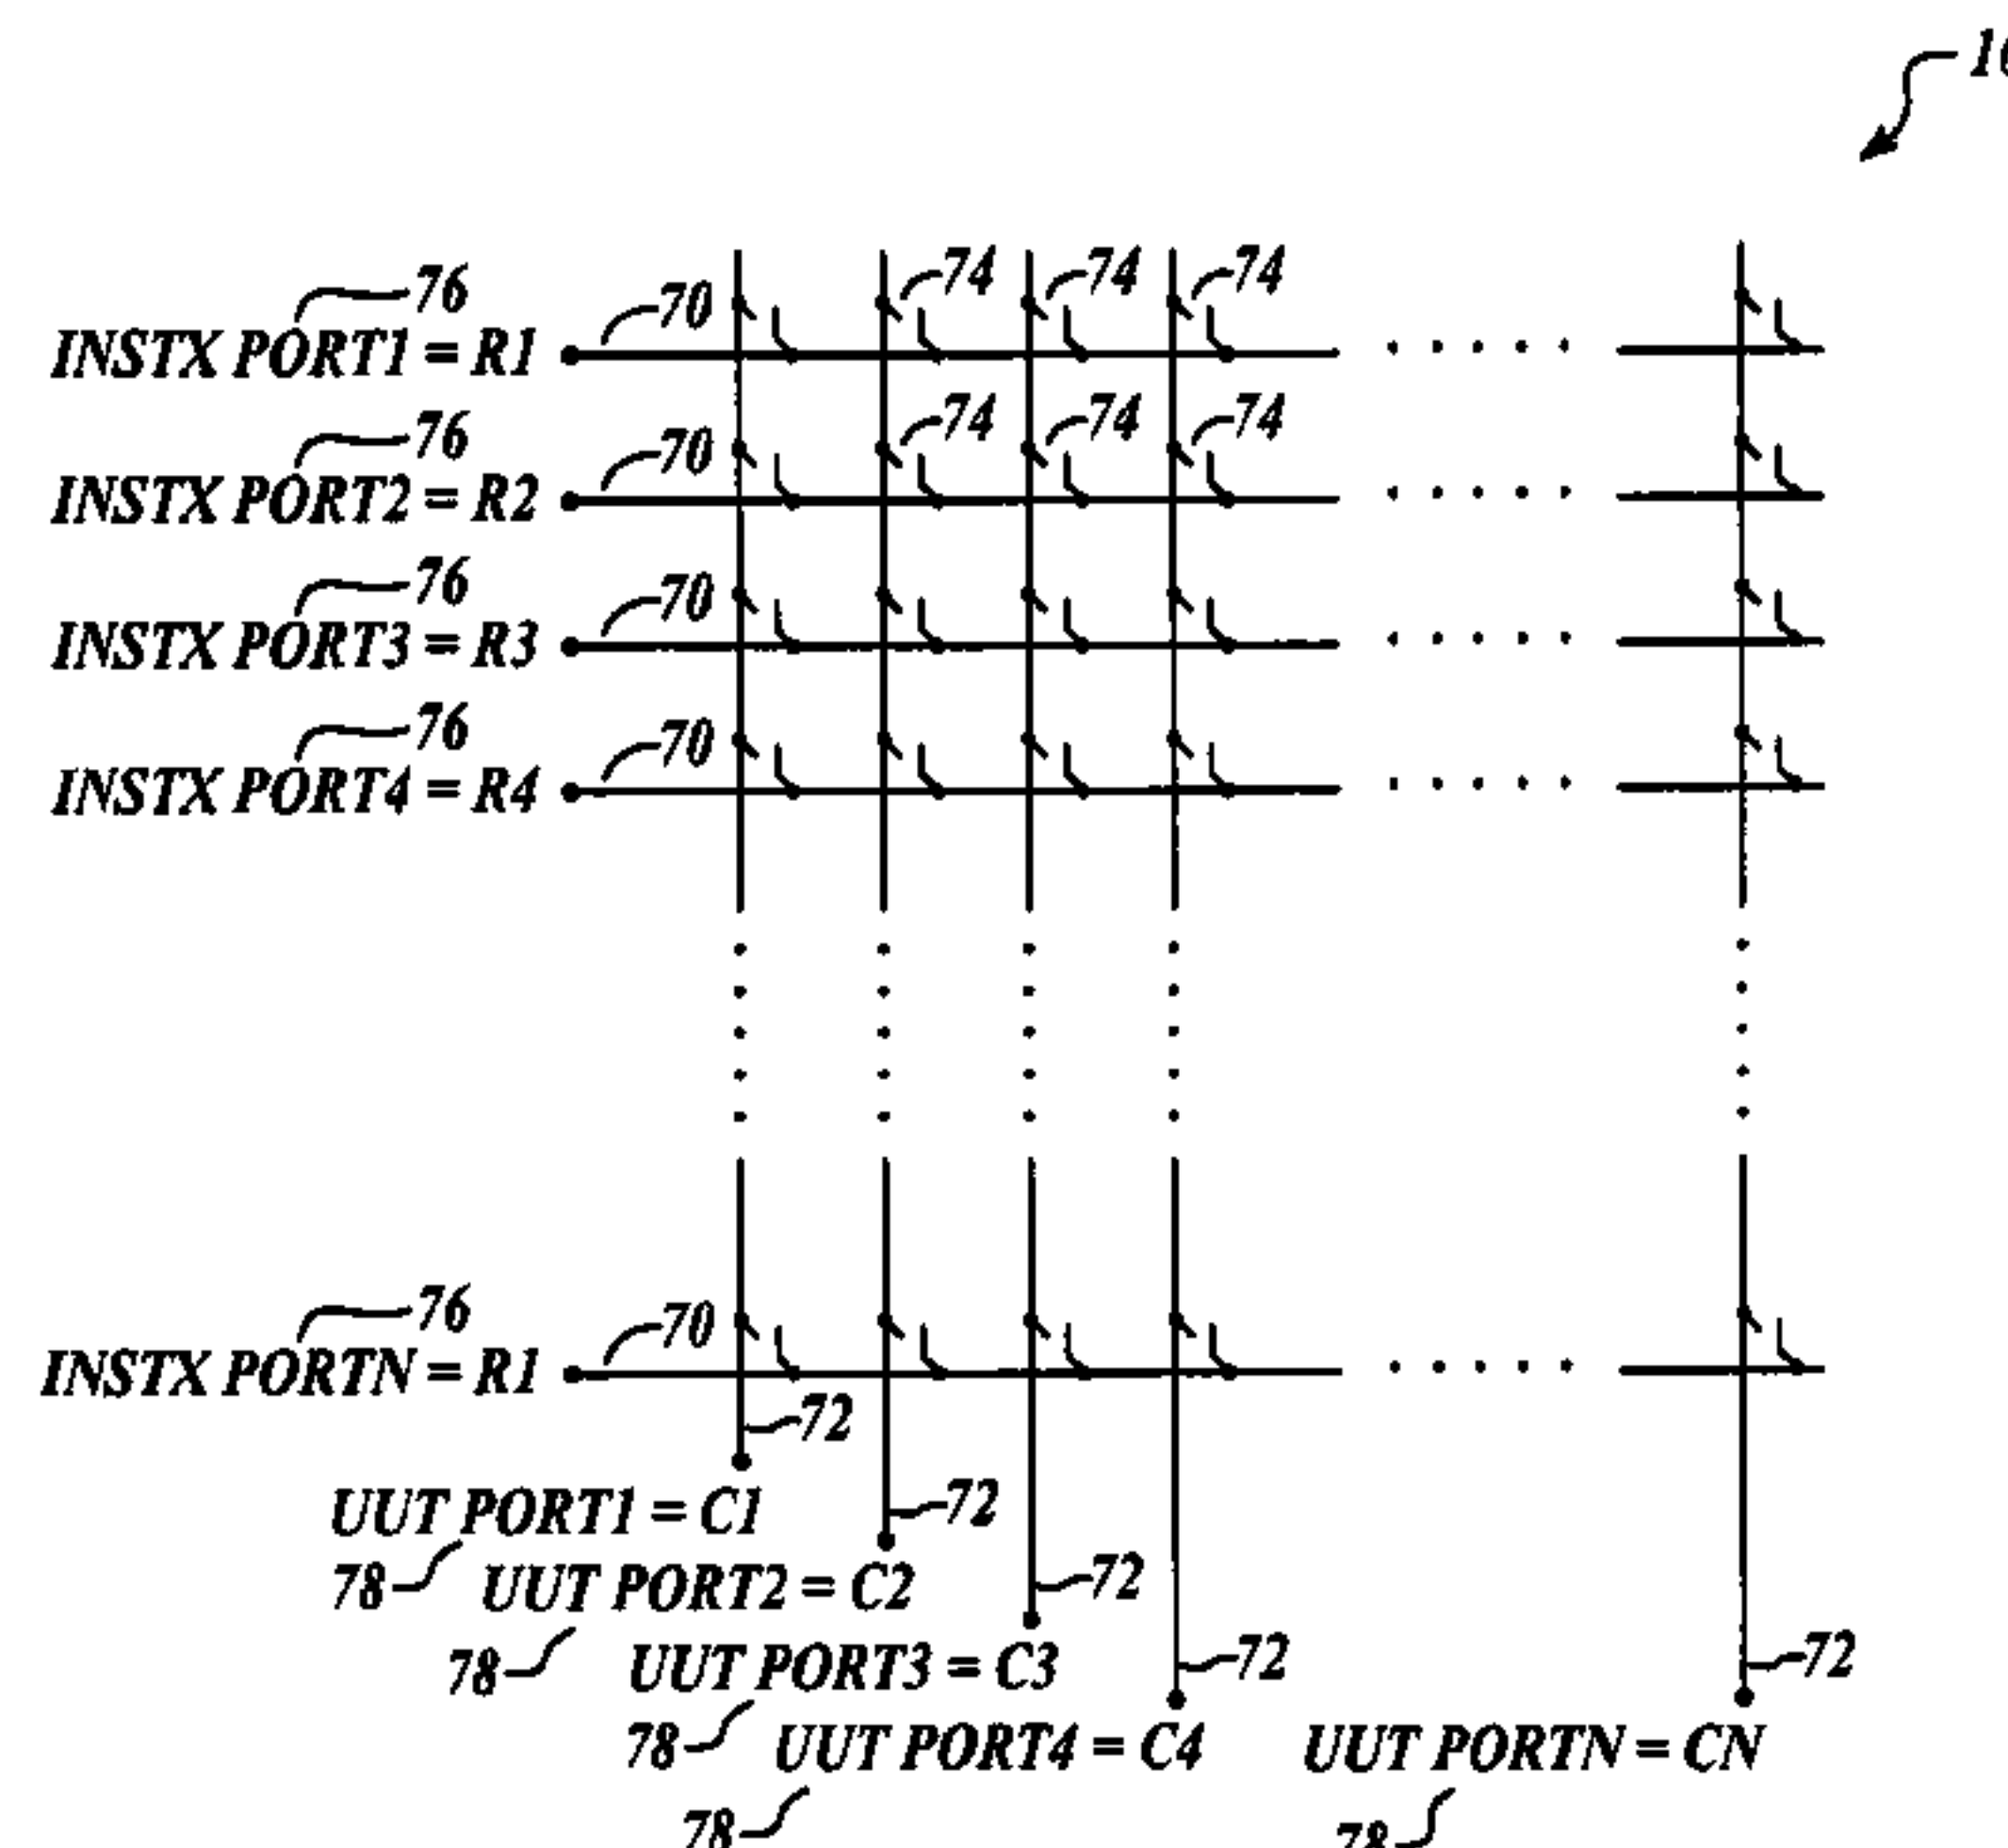 16
74 74 74
76 70
INSTX PORT1 = R1
74 74 74
76 70
INSTX PORT2 = R2
76 70
INSTX PORT3 = R3
76 70
INSTX PORT4 = R4
76 70
INSTX PORTN = R1
72
UUT PORT1 = C1
72
78 UUT PORT2 = C2
72
78 UUT PORT3 = C3
72 72
78 UUT PORT4 = C4 UUT PORTN = CN
78 78